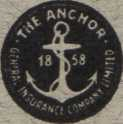 THE ANCHOR
18 58
GENERAL INSURANCE COMPANY LIMITED